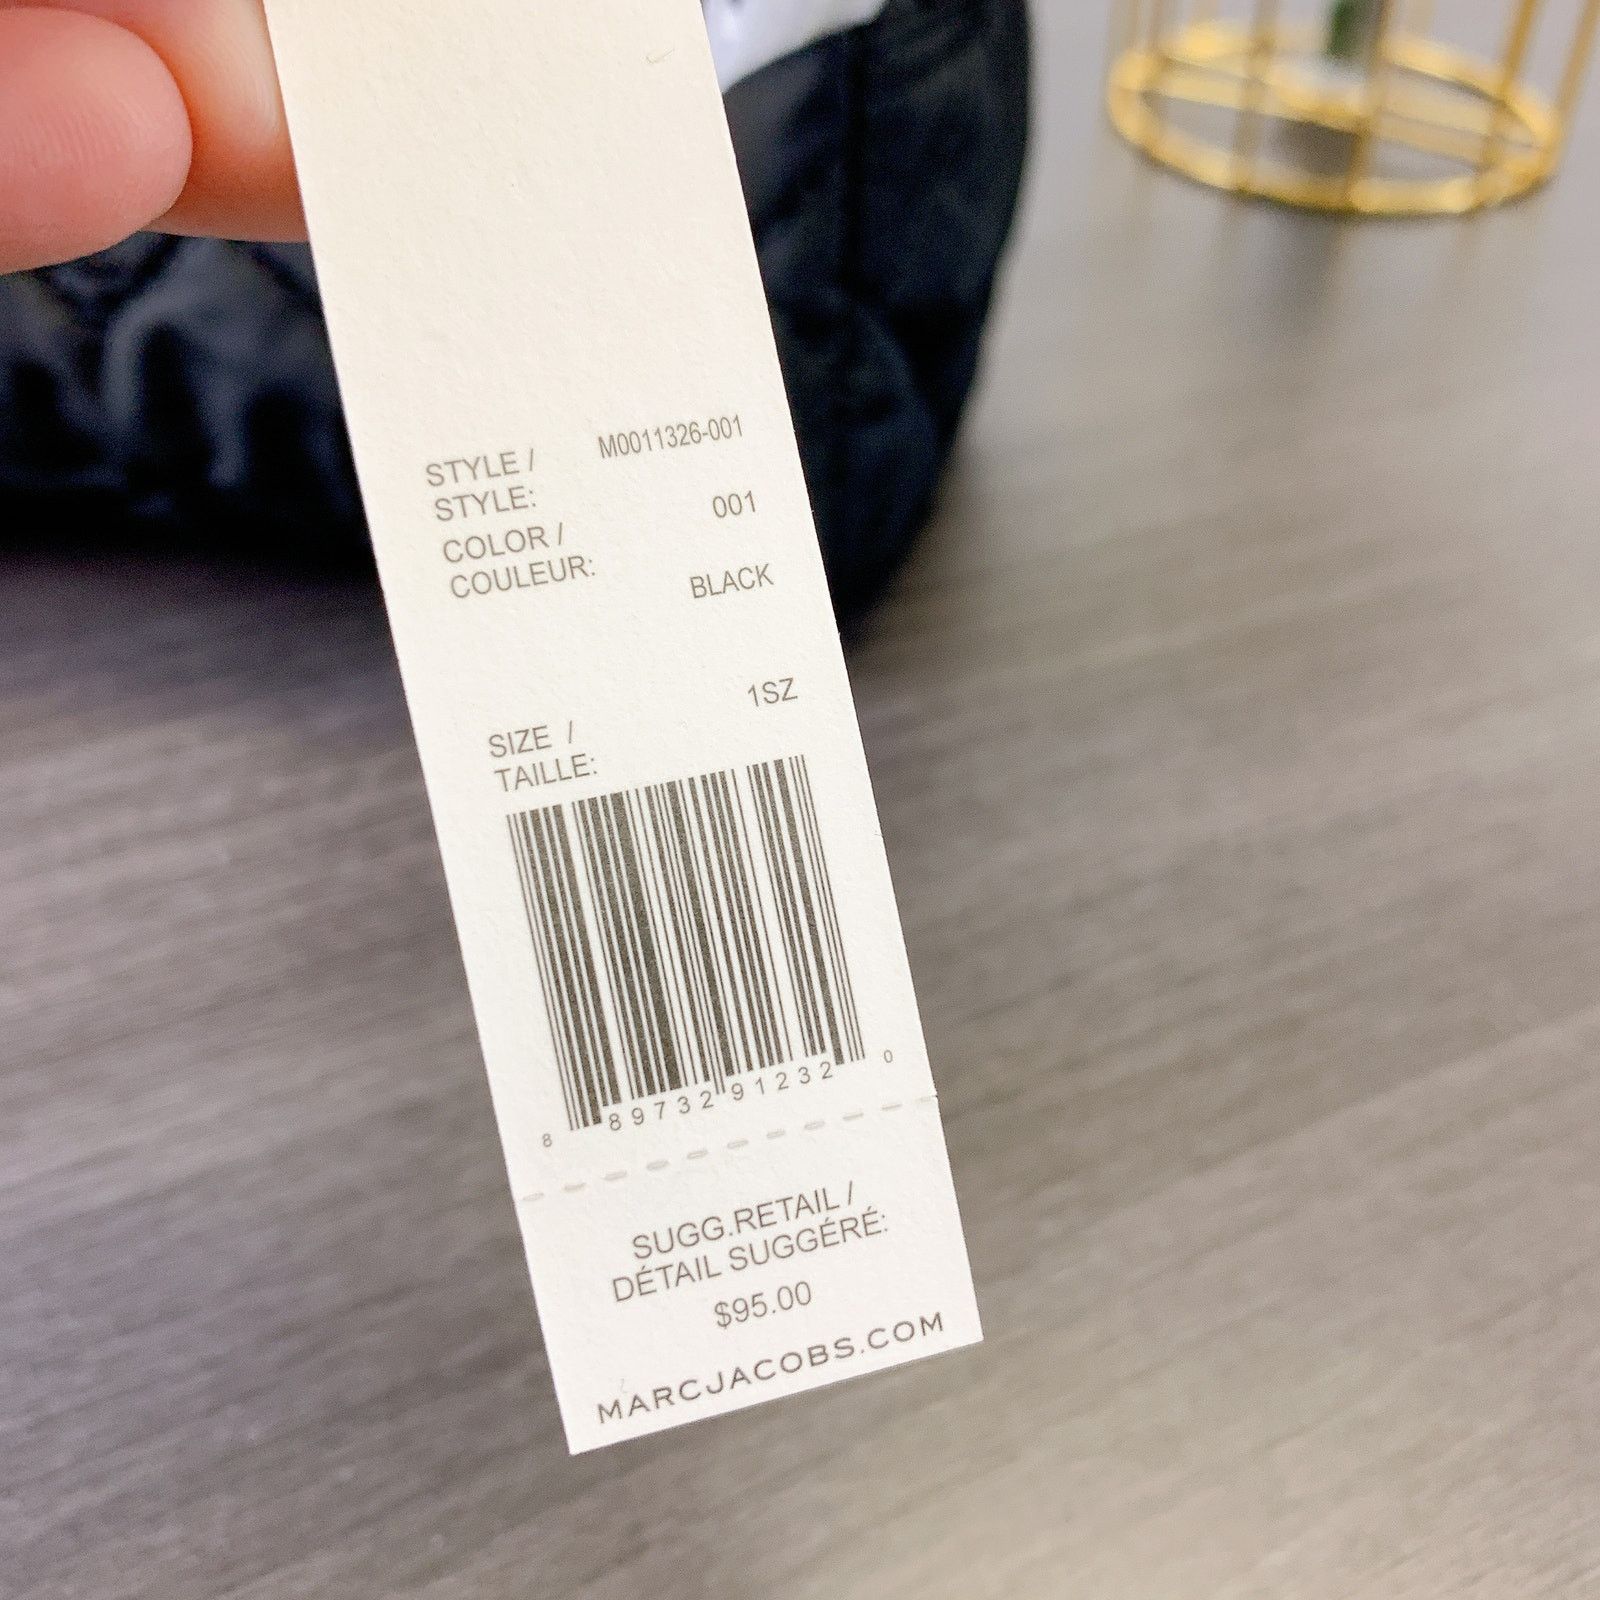 STYLE / M0011326-001
STYLE:
COLOR / 001
COULEUR: BLACK
1SZ
SIZE /
TAILLE:
8 89732 91232 0
SUGG.RETAIL /
DÉTAIL SUGGÉRÉ:
$95.00
MARCJACOBS.COM